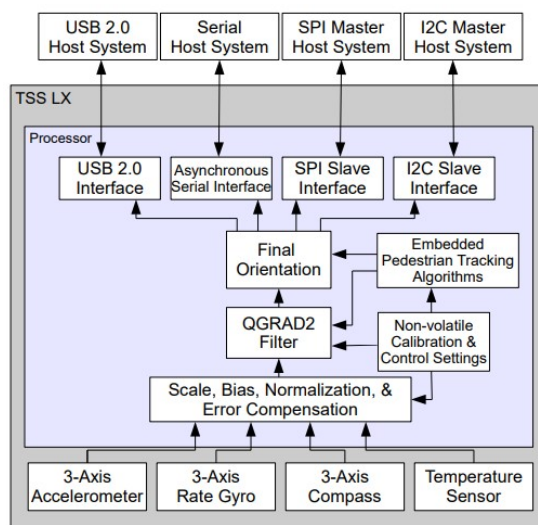 USB 2.0
Host System
Serial
Host System
SPI Master
Host System
I2C Master
Host System
TSS LX
Processor
USB 2.0
Interface
Asynchronous
Serial Interface
SPI Slave
Interface
I2C Slave
Interface
Final
Orientation
Embedded
Pedestrian Tracking
Algorithms
QGRAD2
Filter
Non-volatile
Calibration
& Control Settings
Scale, Bias, Normalization, &
Error Compensation
3-Axis
Accelerometer
3-Axis
Rate Gyro
3-Axis
Compass
Temperature
Sensor